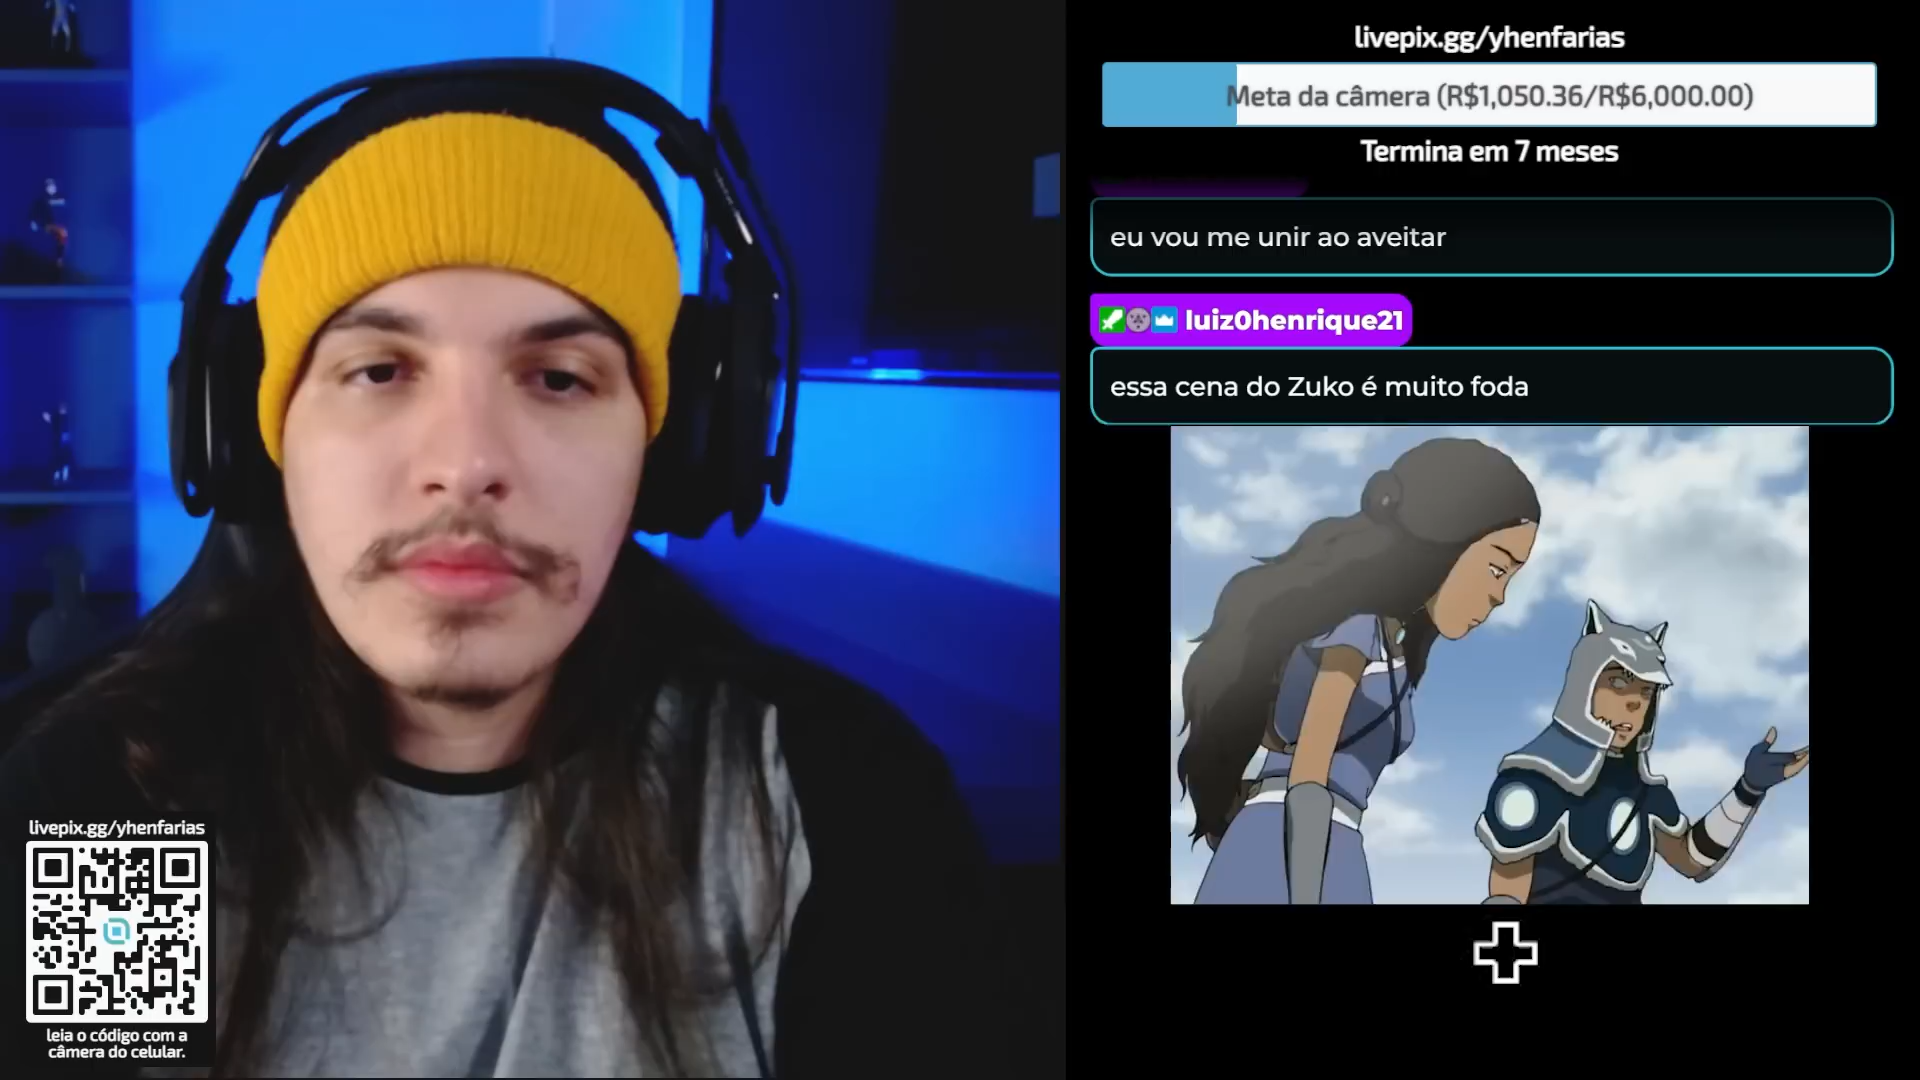 livepix.gg/yhenfarias
Meta da câmera (R$1,050.36/R$6,000.00)
Termina em 7 meses
eu vou me unir ao aveitar
luiz0henrique21
essa cena do Zuko é muito foda
livepix.gg/yhenfarias
leia o código com a
câmera do celular.